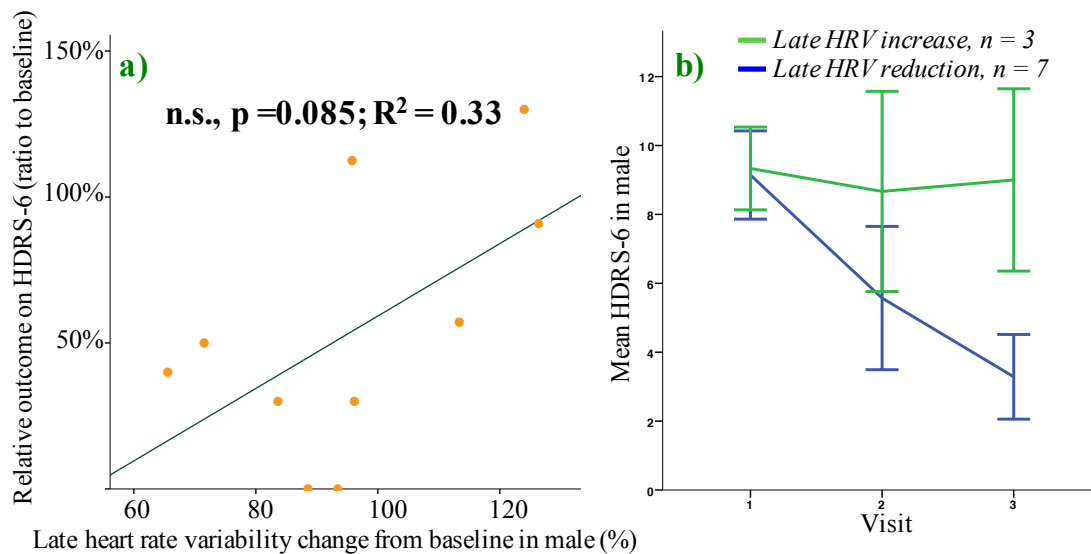 Relative outcome on HDRS-6 (ratio to baseline)
150%
100%
50%
a)
n.s., p =0.085; R² = 0.33
60
80
100
120
Late heart rate variability change from baseline in male (%)
b)
Late HRV increase, n = 3
Late HRV reduction, n = 7
Mean HDRS-6 in male
12
10
8
6
4
2
0
1
2
3
Visit